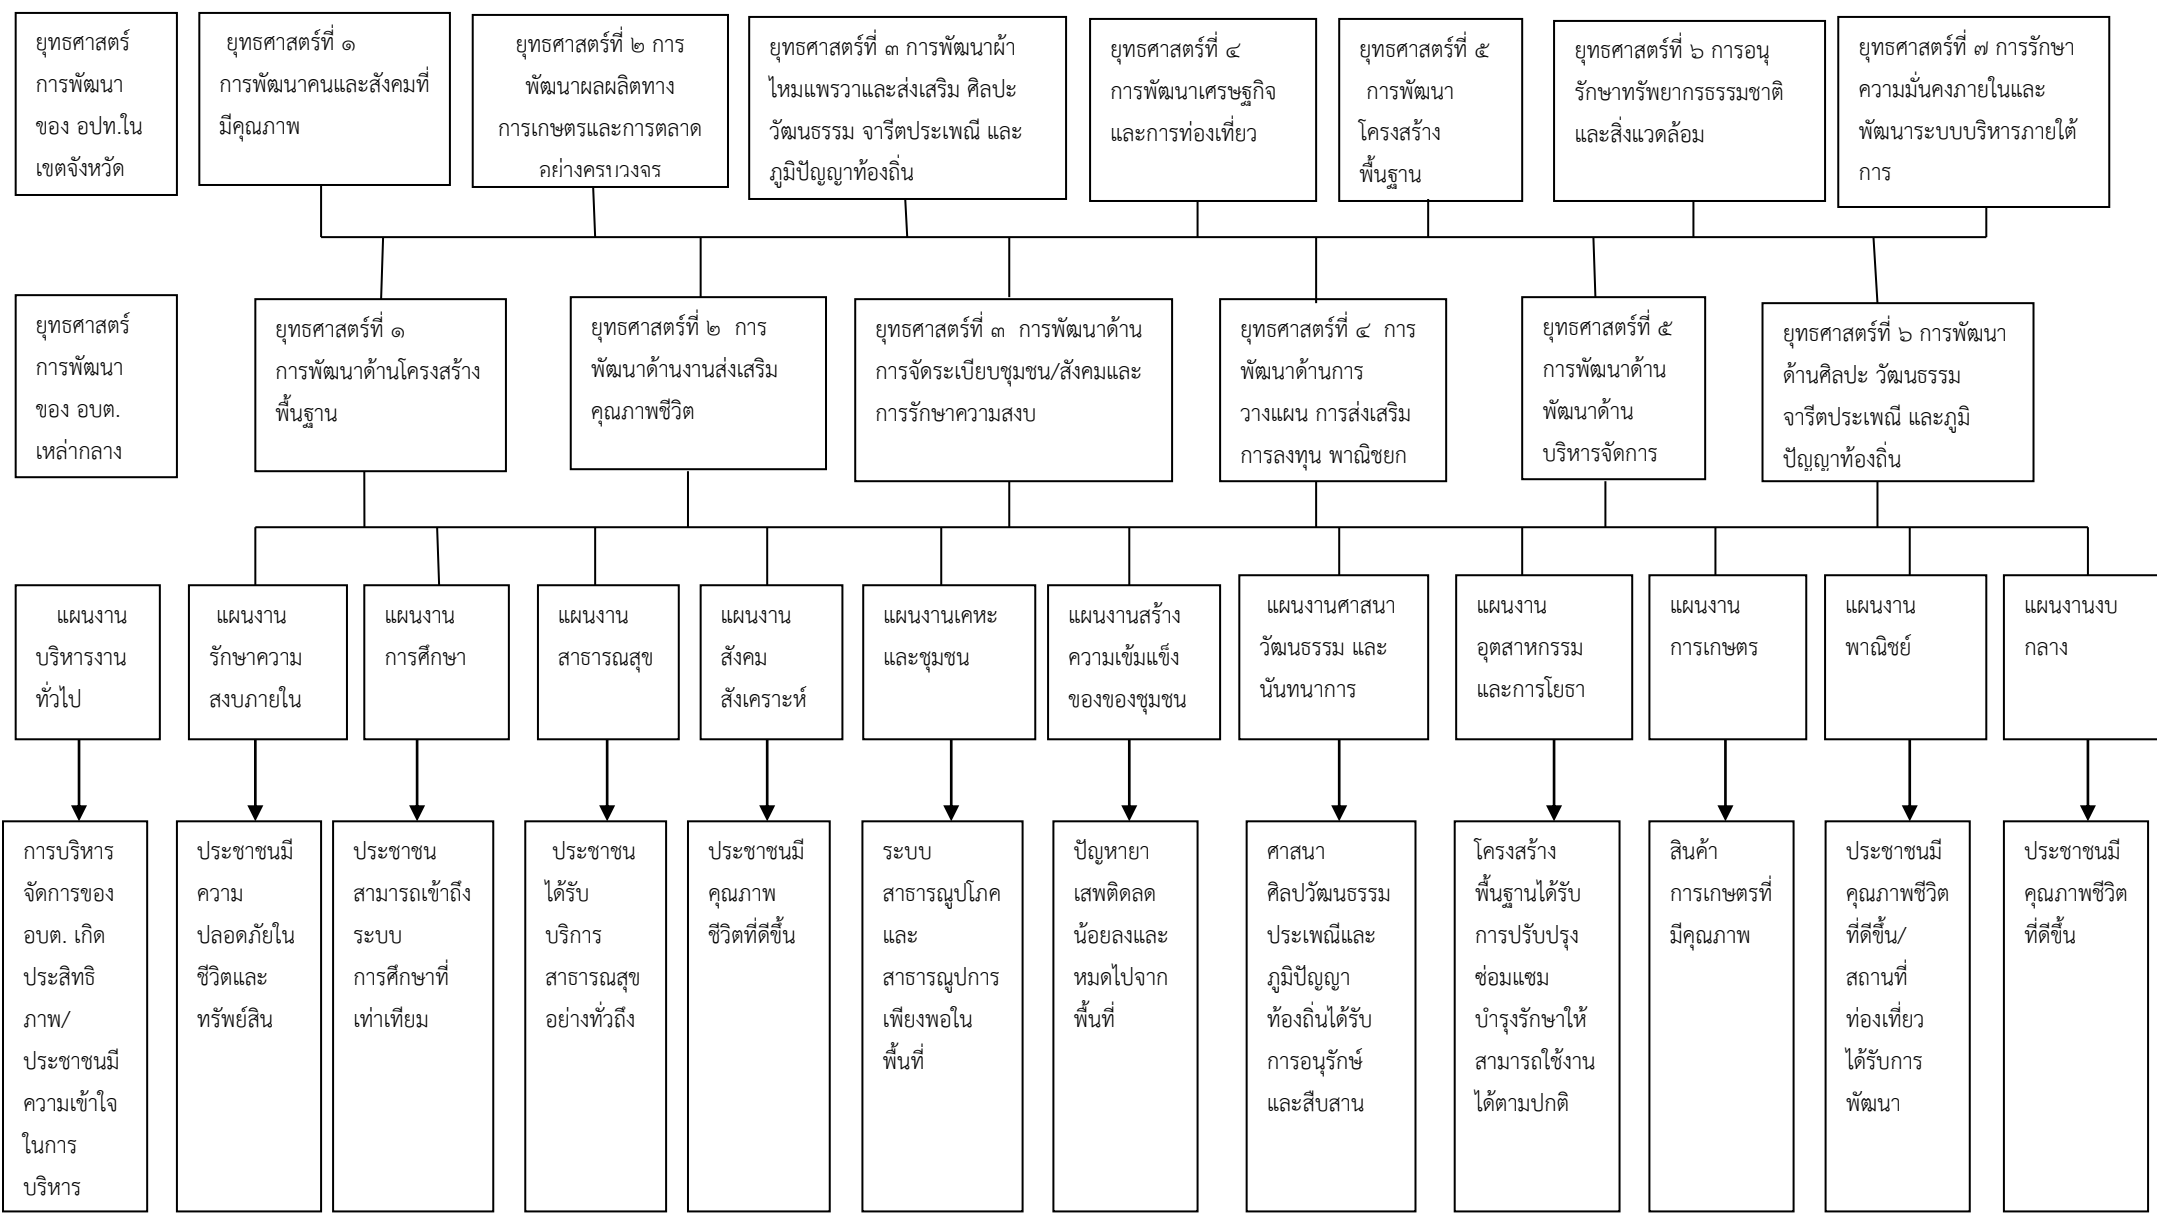 ยุทธศาสตร์
การพัฒนา
ของ อปท.ใน
เขตจังหวัด
ยุทธศาสตร์ที่ ๑
การพัฒนาคนและสังคมที่
มีคุณภาพ
ยุทธศาสตร์ที่ ๒ การ
พัฒนาผลผลิตทาง
การเกษตรและการตลาด
อย่างครบวงจร
ยุทธศาสตร์ที่ ๓ การพัฒนาผ้า
ไหมแพรวาและส่งเสริม ศิลปะ
วัฒนธรรม จารีตประเพณี และ
ภูมิปัญญาท้องถิ่น
ยุทธศาสตร์ที่ ๔
การพัฒนาเศรษฐกิจ
และการท่องเที่ยว
ยุทธศาสตร์ที่ ๕
การพัฒนา
โครงสร้าง
พื้นฐาน
ยุทธศาสตร์ที่ ๖ การอนุ
รักษาทรัพยากรธรรมชาติ
และสิ่งแวดล้อม
ยุทธศาสตร์ที่ ๗ การรักษา
ความมั่นคงภายในและ
พัฒนาระบบบริหารภายใต้
การ
ยุทธศาสตร์
การพัฒนา
ของ อบต.
เหล่ากลาง
ยุทธศาสตร์ที่ ๑
การพัฒนาด้านโครงสร้าง
พื้นฐาน
ยุทธศาสตร์ที่ ๒ การ
พัฒนาด้านงานส่งเสริม
คุณภาพชีวิต
ยุทธศาสตร์ที่ ๓ การพัฒนาด้าน
การจัดระเบียบชุมชน/สังคมและ
การรักษาความสงบ
ยุทธศาสตร์ที่ ๔ การ
พัฒนาด้านการ
วางแผน การส่งเสริม
การลงทุน พาณิชยก
ยุทธศาสตร์ที่ ๕
การพัฒนาด้าน
พัฒนาด้าน
บริหารจัดการ
ยุทธศาสตร์ที่ ๖ การพัฒนา
ด้านศิลปะ วัฒนธรรม
จารีตประเพณี และภูมิ
ปัญญาท้องถิ่น
แผนงาน
บริหารงาน
ทั่วไป
แผนงาน
รักษาความ
สงบภายใน
แผนงาน
การศึกษา
แผนงาน
สาธารณสุข
แผนงาน
สังคม
สังเคราะห์
แผนงานเคหะ
และชุมชน
แผนงานสร้าง
ความเข้มแข็ง
ของของชุมชน
แผนงานศาสนา
วัฒนธรรม และ
นันทนาการ
แผนงาน
อุตสาหกรรม
และการโยธา
แผนงาน
การเกษตร
แผนงาน
พาณิชย์
แผนงานงบ
กลาง
การบริหาร
จัดการของ
อบต. เกิด
ประสิทธิ
ภาพ/
ประชาชนมี
ความเข้าใจ
ในการ
บริหาร
ประชาชนมี
ความ
ปลอดภัยใน
ชีวิตและ
ทรัพย์สิน
ประชาชน
สามารถเข้าถึง
ระบบ
การศึกษาที่
เท่าเทียม
ประชาชน
ได้รับ
บริการ
สาธารณสุข
อย่างทั่วถึง
ประชาชนมี
คุณภาพ
ชีวิตที่ดีขึ้น
ระบบ
สาธารณูปโภค
และ
สาธารณูปการ
เพียงพอใน
พื้นที่
ปัญหายา
เสพติดลด
น้อยลงและ
หมดไปจาก
พื้นที่
ศาสนา
ศิลปวัฒนธรรม
ประเพณีและ
ภูมิปัญญา
ท้องถิ่นได้รับ
การอนุรักษ์
และสืบสาน
โครงสร้าง
พื้นฐานได้รับ
การปรับปรุง
ซ่อมแซม
บำรุงรักษาให้
สามารถใช้งาน
ได้ตามปกติ
สินค้า
การเกษตรที่
มีคุณภาพ
ประชาชนมี
คุณภาพชีวิต
ที่ดีขึ้น/
สถานที่
ท่องเที่ยว
ได้รับการ
พัฒนา
ประชาชนมี
คุณภาพชีวิต
ที่ดีขึ้น